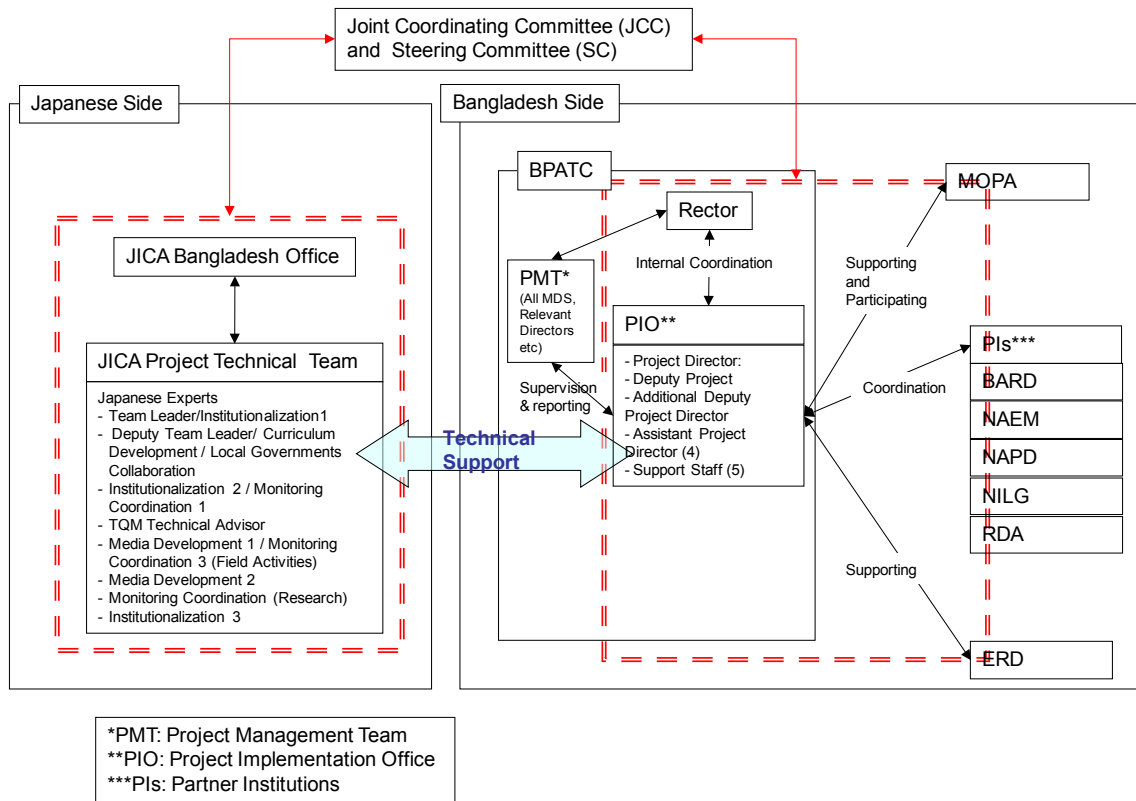 Joint Coordinating Committee (JCC)
and Steering Committee (SC)
Japanese Side
JICA Bangladesh Office
JICA Project Technical Team
Japanese Experts
- Team Leader/Institutionalization1
- Deputy Team Leader/ Curriculum
Development / Local Governments
Collaboration
- Institutionalization 2 / Monitoring
Coordination 1
- TQM Technical Advisor
- Media Development 1 / Monitoring
Coordination 3 (Field Activities)
- Media Development 2
- Monitoring Coordination (Research)
- Institutionalization 3
Technical
Support
Bangladesh Side
BPATC
Rector
Internal Coordination
PMT*
(All MDS,
Relevant
Directors
etc)
Supervision
& reporting
PIO**
- Project Director:
- Deputy Project
- Additional Deputy
Project Director
- Assistant Project
Director (4)
- Support Staff (5)
Supporting
and
Participating
Coordination
Supporting
MOPA
PIs***
BARD
NAEM
NAPD
NILG
RDA
ERD
*PMT: Project Management Team
**PIO: Project Implementation Office
***PIs: Partner Institutions